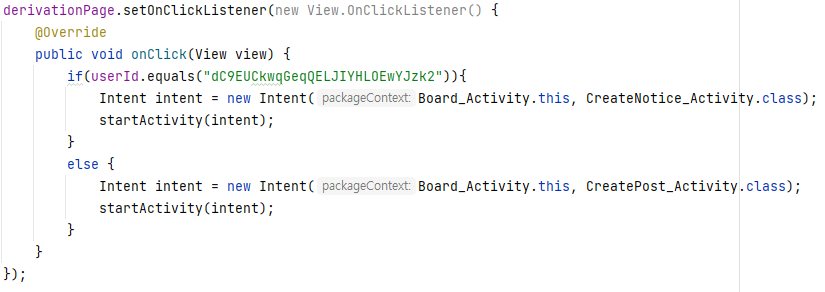 derivationPage.setOnClickListener(new View.OnClickListener() {
    @Override
    public void onClick(View view) {
        if(userId.equals("dC9EUCkwqGeqQELJIYHLOEwYJzk2")){
            Intent intent = new Intent( packageContext: Board_Activity.this, CreateNotice_Activity.class);
            startActivity(intent);
        }
        else {
            Intent intent = new Intent( packageContext: Board_Activity.this, CreatePost_Activity.class);
            startActivity(intent);
        }
    }
});